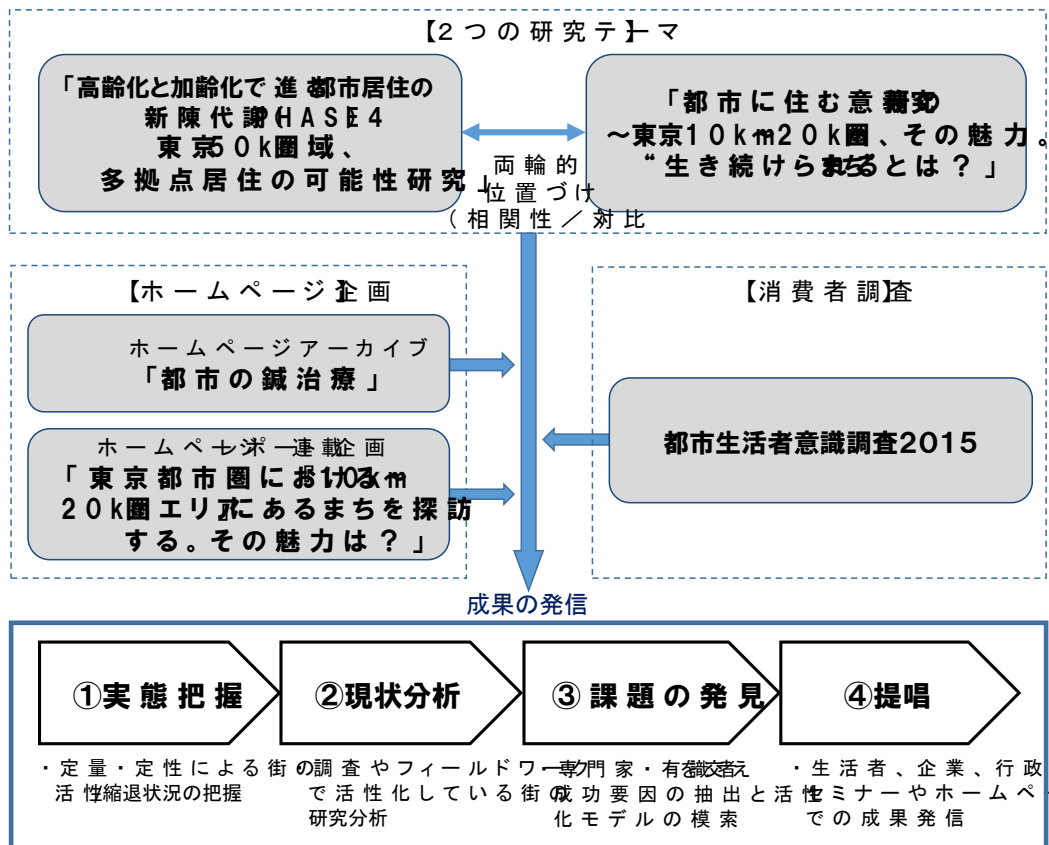 【2つの研究テーマ】
「高齢化と加齢化で進む都市居住の
新陳代謝(PHASE4)
東京50km圏域、
多拠点居住の可能性研究」
「都市に住む意義の
～東京10km～20km圏、その魅力。
“生き続けられるまちとは？」
両輪的
位置づけ
（相関性／対比
【ホームページ企画】
【消費者調査】
ホームページアーカイブ
「都市の鍼治療」
ホームページレポート連載企画
「東京都市圏における10km
20km圏エリアにあるまちを探訪
する。その魅力は？」
都市生活者意識調査2015
成果の発信
①実態把握
②現状分析
③課題の発見
④提唱
・定量・定性による街の
活性/縮退状況の把握
調査やフィールドワーク
で活性化している街の
研究分析
・専門家・有識者を交え
成功要因の抽出と活性
化モデルの模索
・生活者、企業、行政
セミナーやホームペー
での成果発信